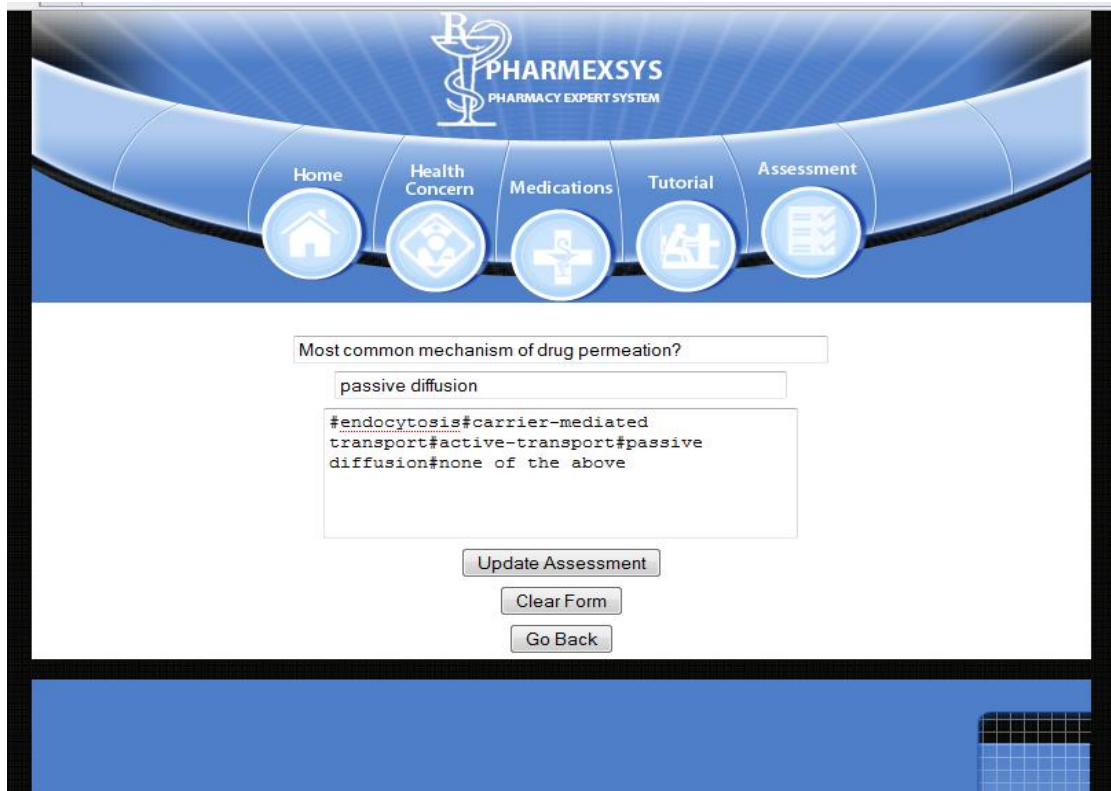 Rx
PHARMEXSYS
PHARMACY EXPERT SYSTEM
Home
Health
Concern
Medications
Tutorial
Assessment
Most common mechanism of drug permeation?
passive diffusion
#endocytosis#carrier-mediated
transport#active-transport#passive
diffusion#none of the above
Update Assessment
Clear Form
Go Back